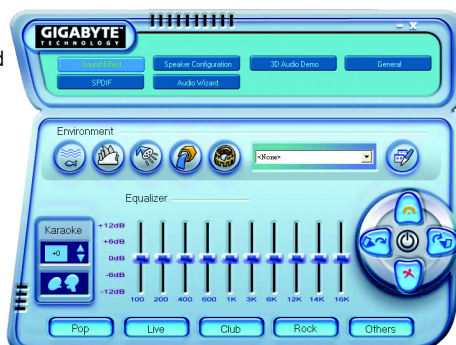 d
GIGABYTE™
TECHNOLOGY
Sound Effect
Speaker Configuration
3D Audio Demo
General
SPDIF
Audio Wizard
Environment
<None>
Equalizer
Karaoke
+0
+12dB
+6dB
0dB
-6dB
-12dB
100 200 400 600 1K 3K 6K 12K 14K 16K
Pop
Live
Club
Rock
Others